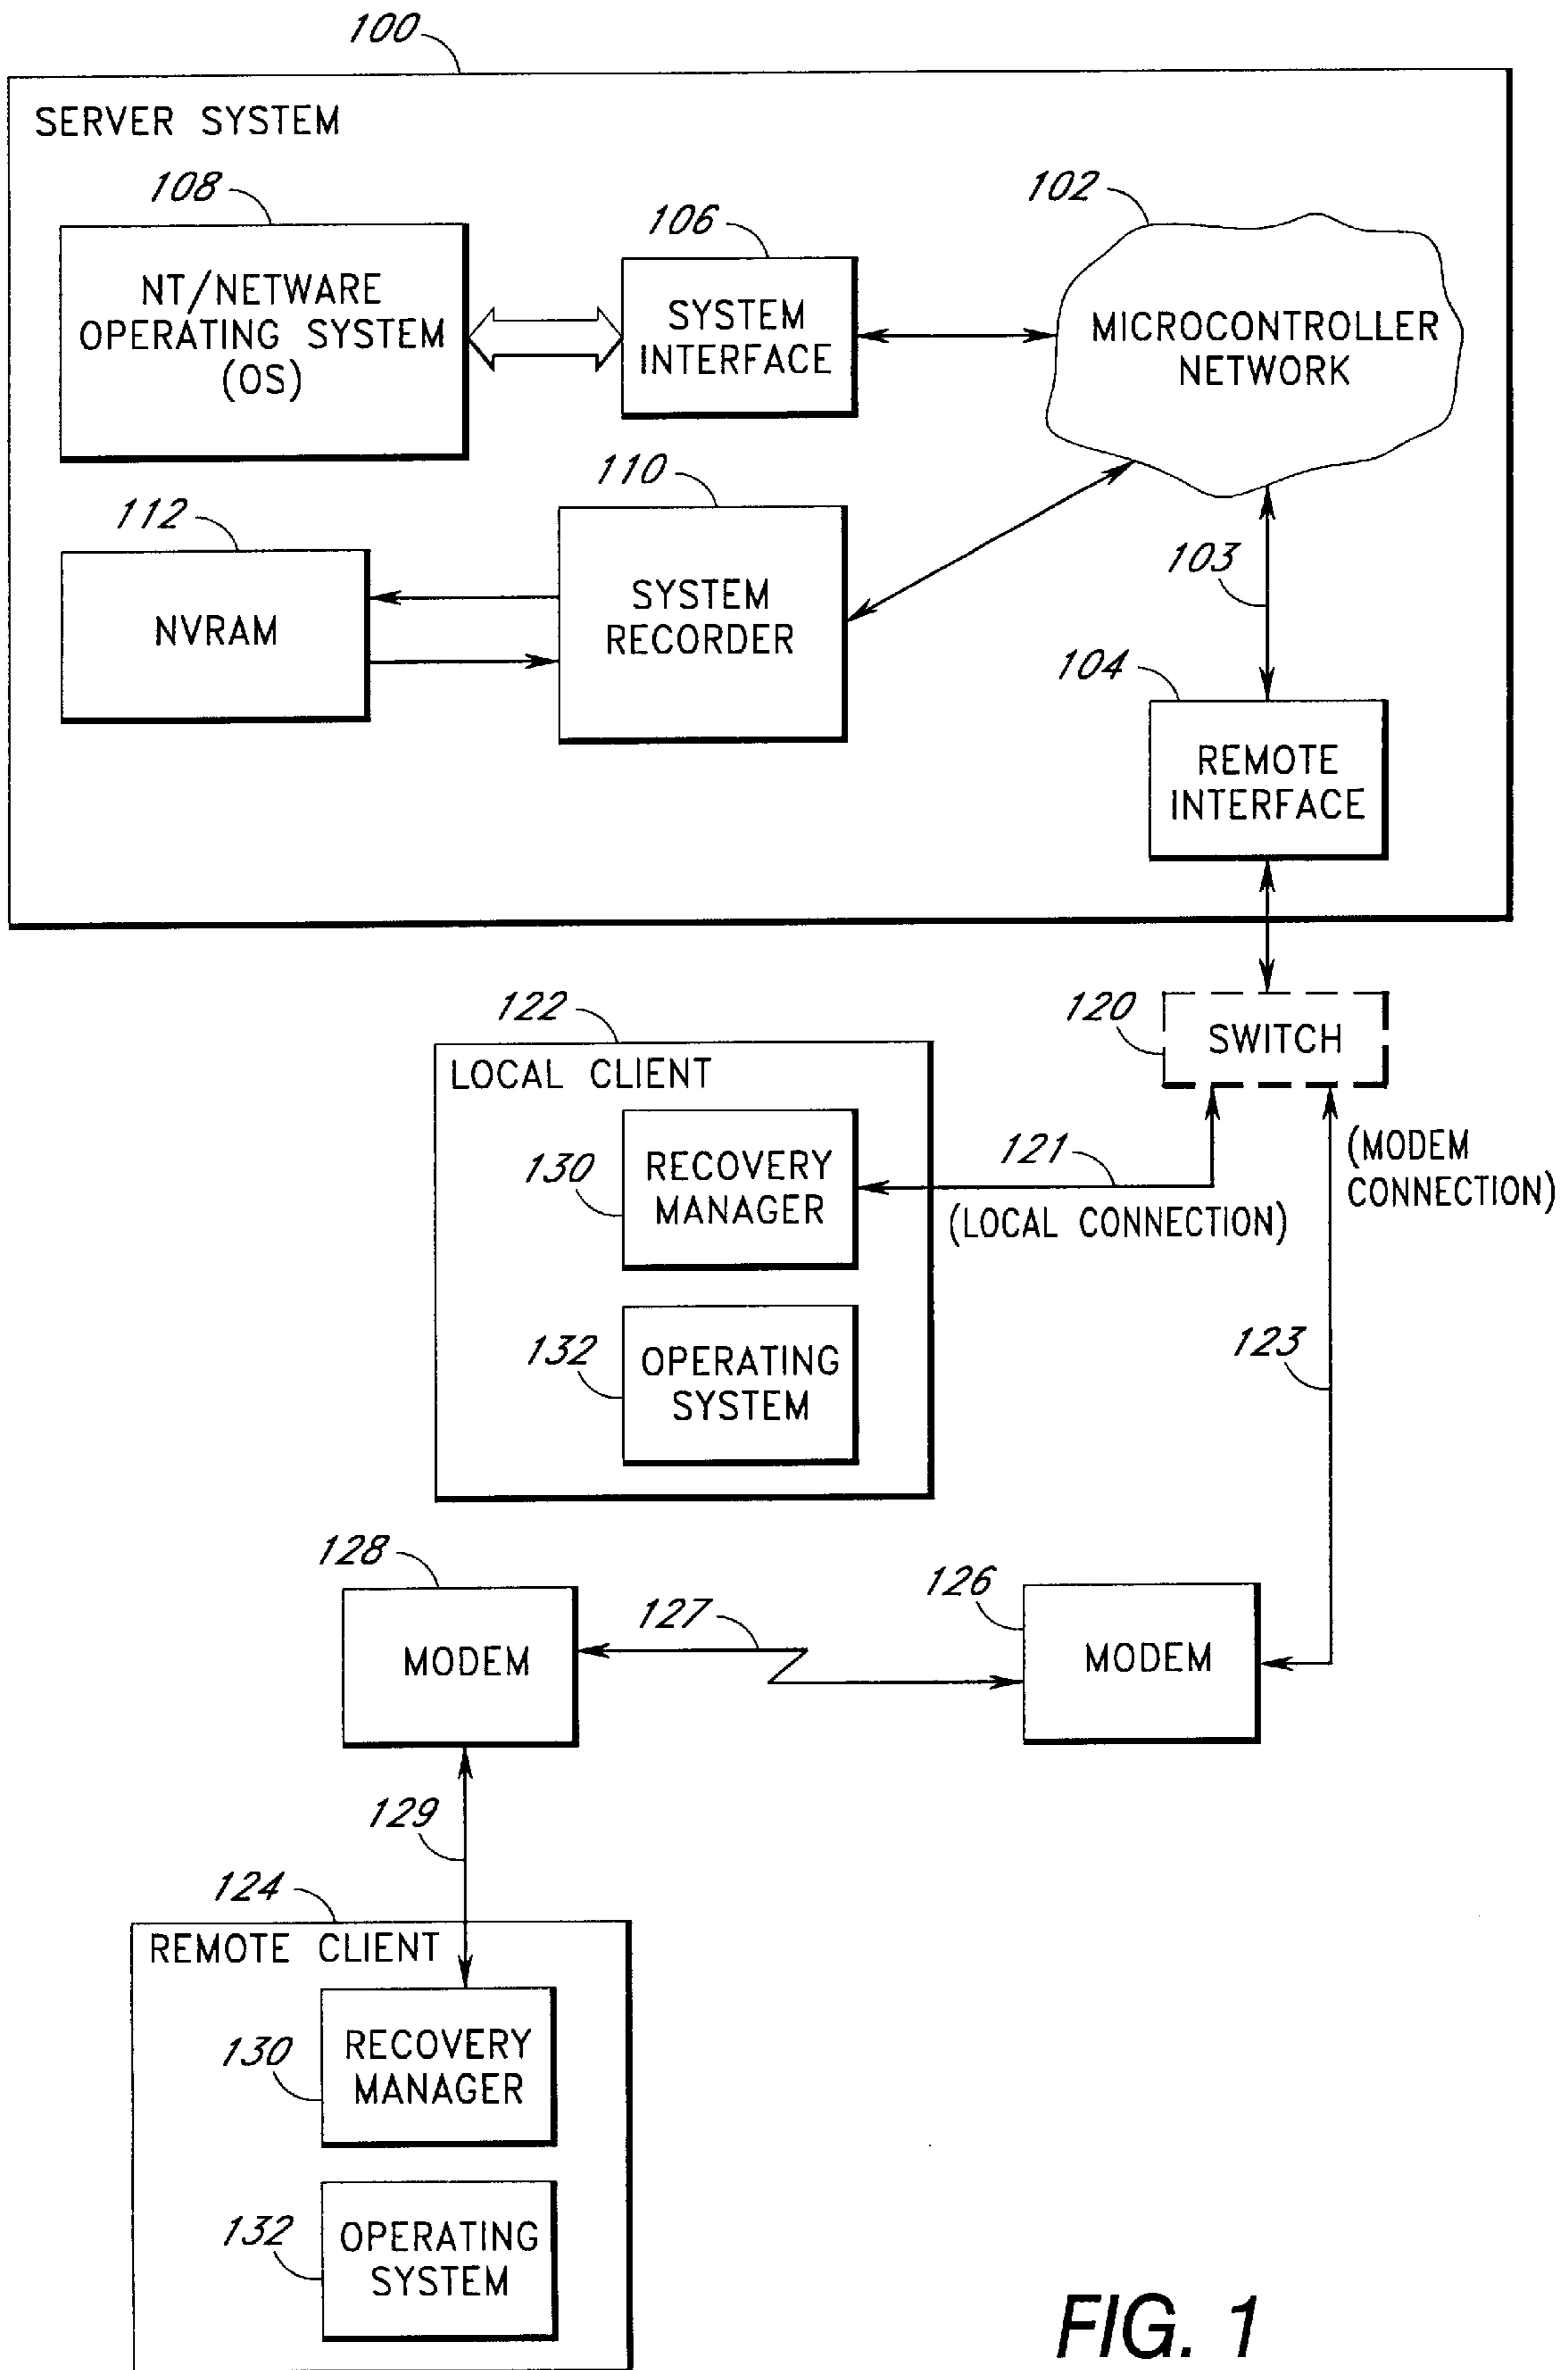 100
SERVER SYSTEM
108
NT/NETWARE
OPERATING SYSTEM
(OS)
106
SYSTEM
INTERFACE
102
MICROCONTROLLER
NETWORK
112
NVRAM
110
SYSTEM
RECORDER
103
104
REMOTE
INTERFACE
120
SWITCH
122
LOCAL CLIENT
130
RECOVERY
MANAGER
121
(LOCAL CONNECTION)
(MODEM
CONNECTION)
132
OPERATING
SYSTEM
123
128
MODEM
127
126
MODEM
129
124
REMOTE CLIENT
130
RECOVERY
MANAGER
132
OPERATING
SYSTEM
FIG. 1